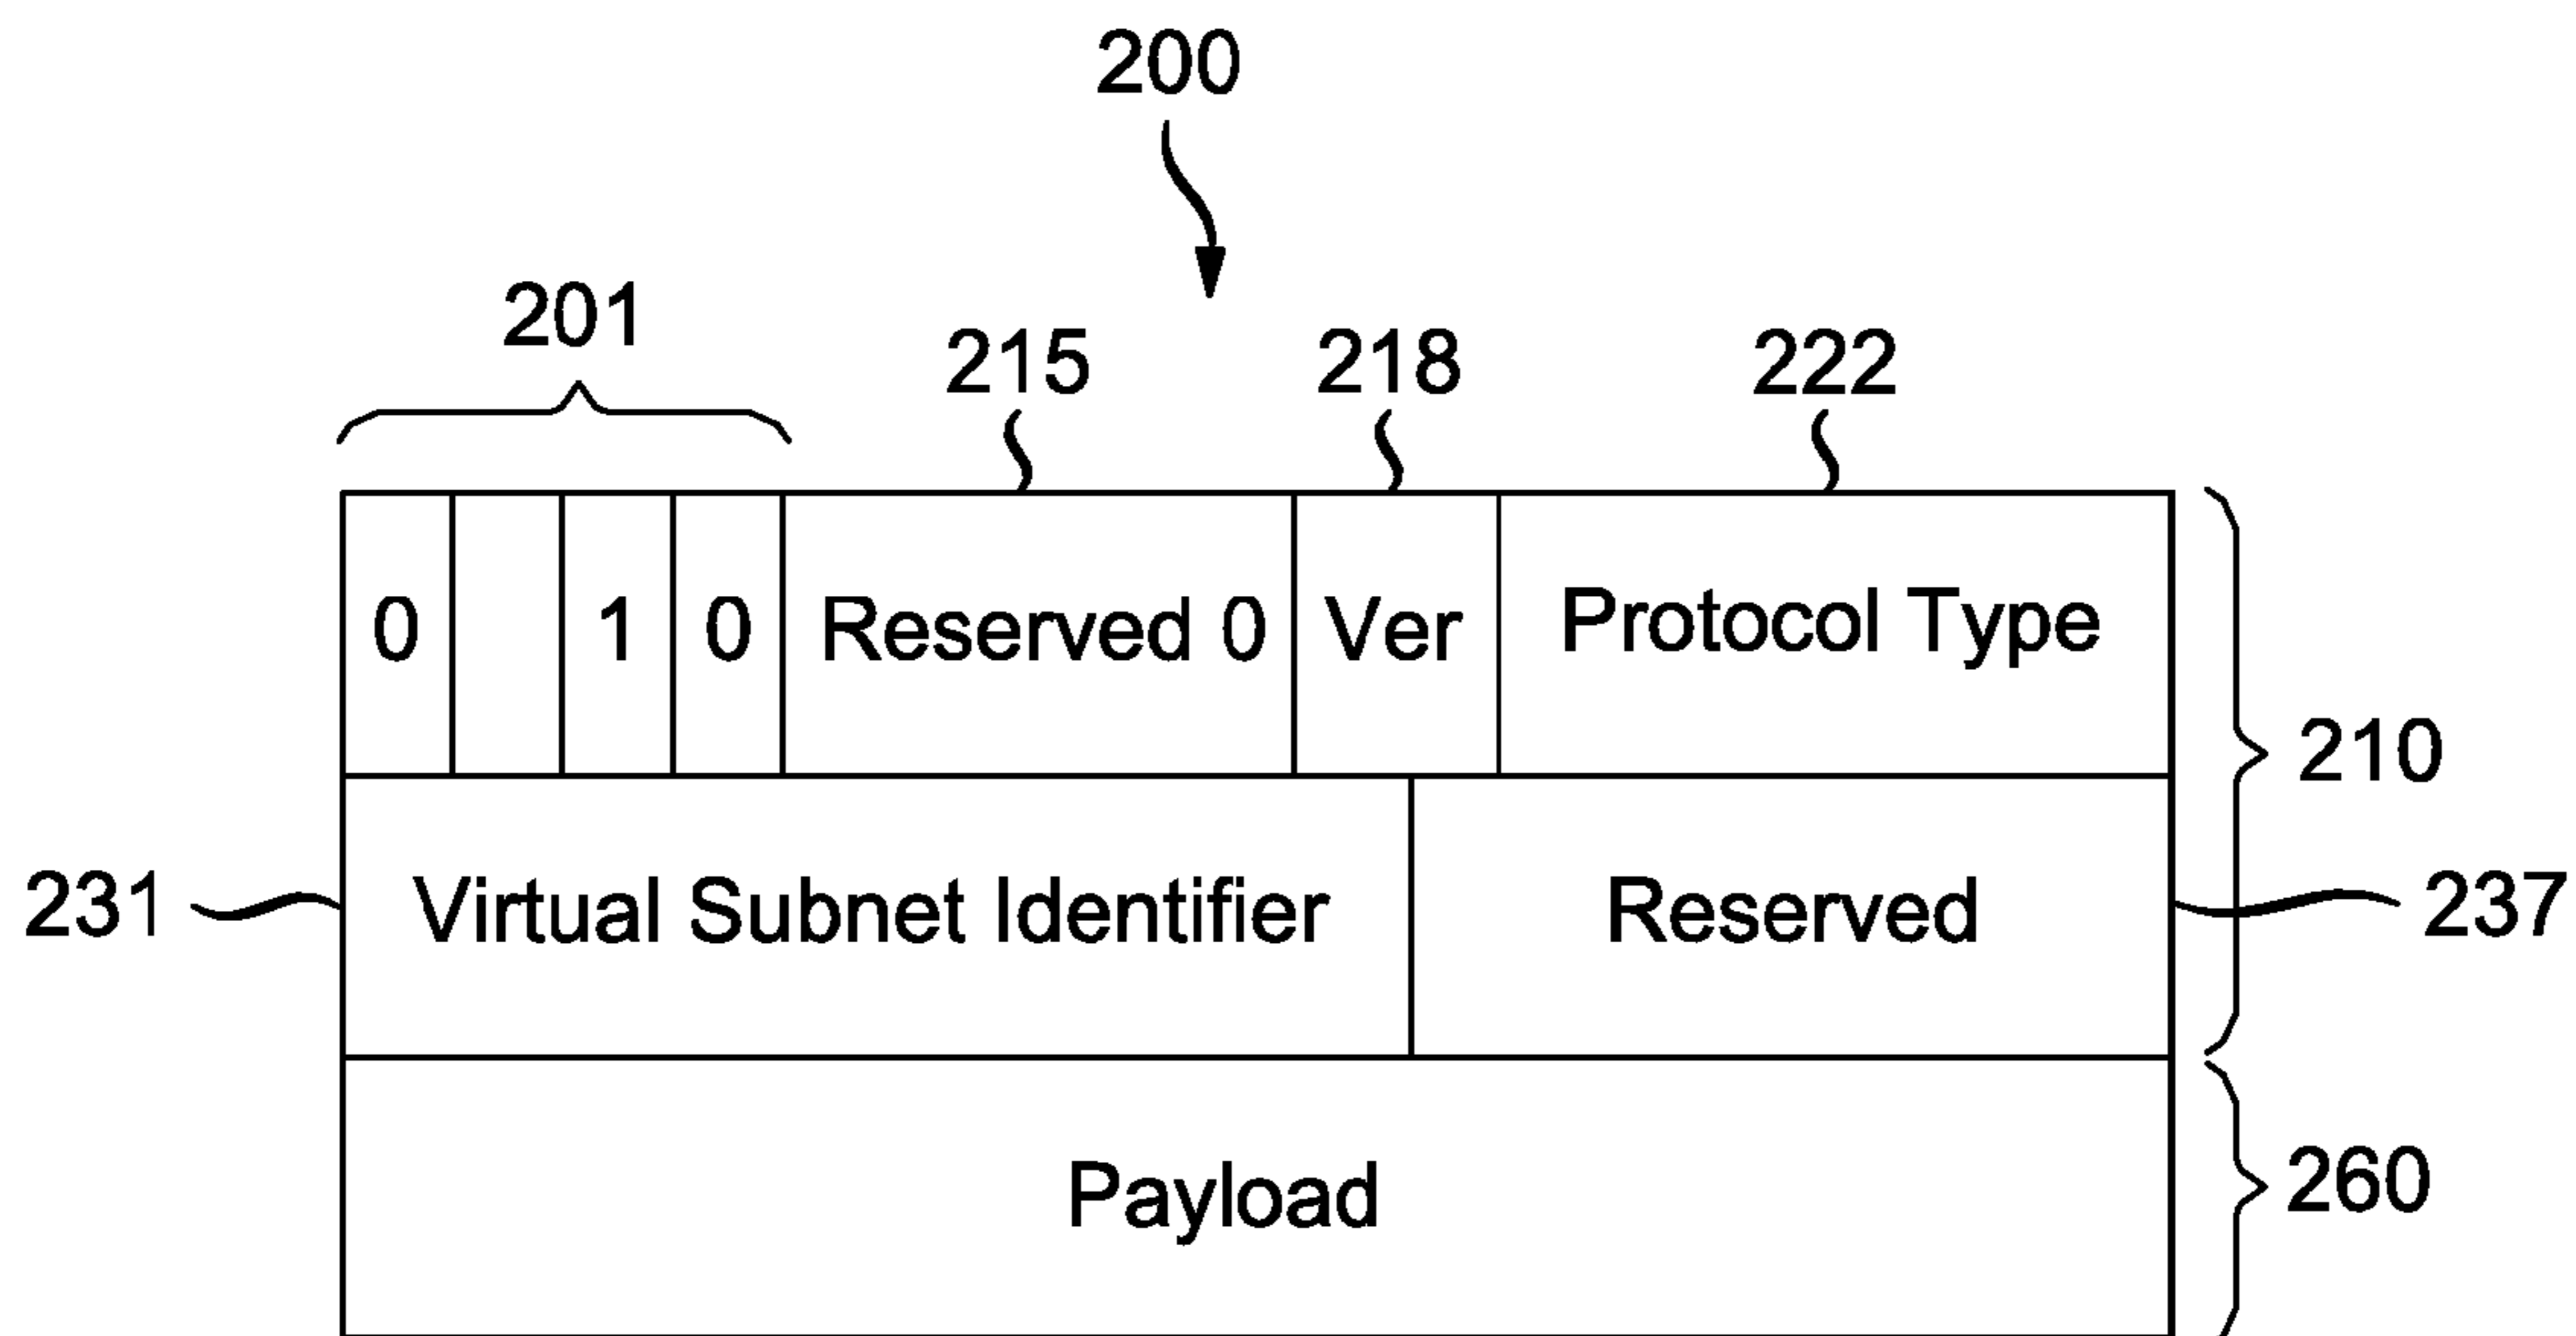 200
201
215 218 222
0 1 0 Reserved 0 Ver Protocol Type
210
231 Virtual Subnet Identifier Reserved 237
Payload 260